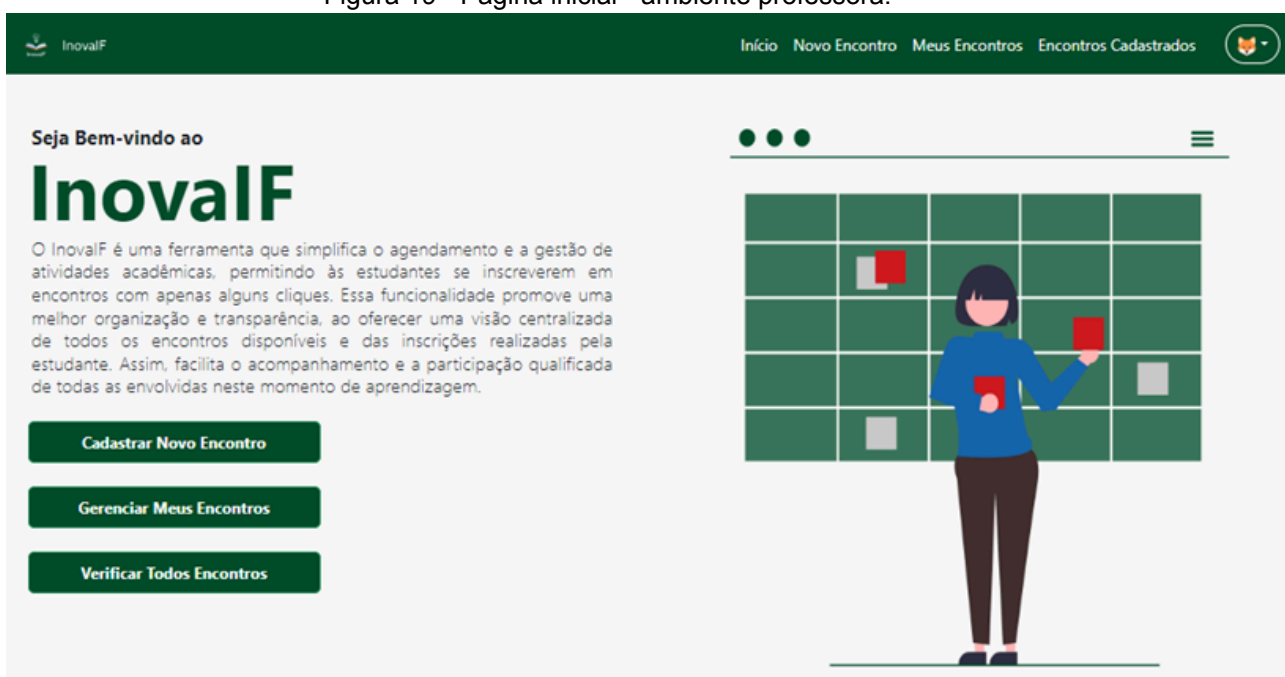 Figura 10 - Página inicial - ambiente professora.
InovaIF
Início Novo Encontro Meus Encontros Encontros Cadastrados
Seja Bem-vindo ao
InovaIF
O InovaIF é uma ferramenta que simplifica o agendamento e a gestão de
atividades acadêmicas, permitindo às estudantes se inscreverem em
encontros com apenas alguns cliques. Essa funcionalidade promove uma
melhor organização e transparência, ao oferecer uma visão centralizada
de todos os encontros disponíveis e das inscrições realizadas pela
estudante. Assim, facilita o acompanhamento e a participação qualificada
de todas as envolvidas neste momento de aprendizagem.
Cadastrar Novo Encontro
Gerenciar Meus Encontros
Verificar Todos Encontros